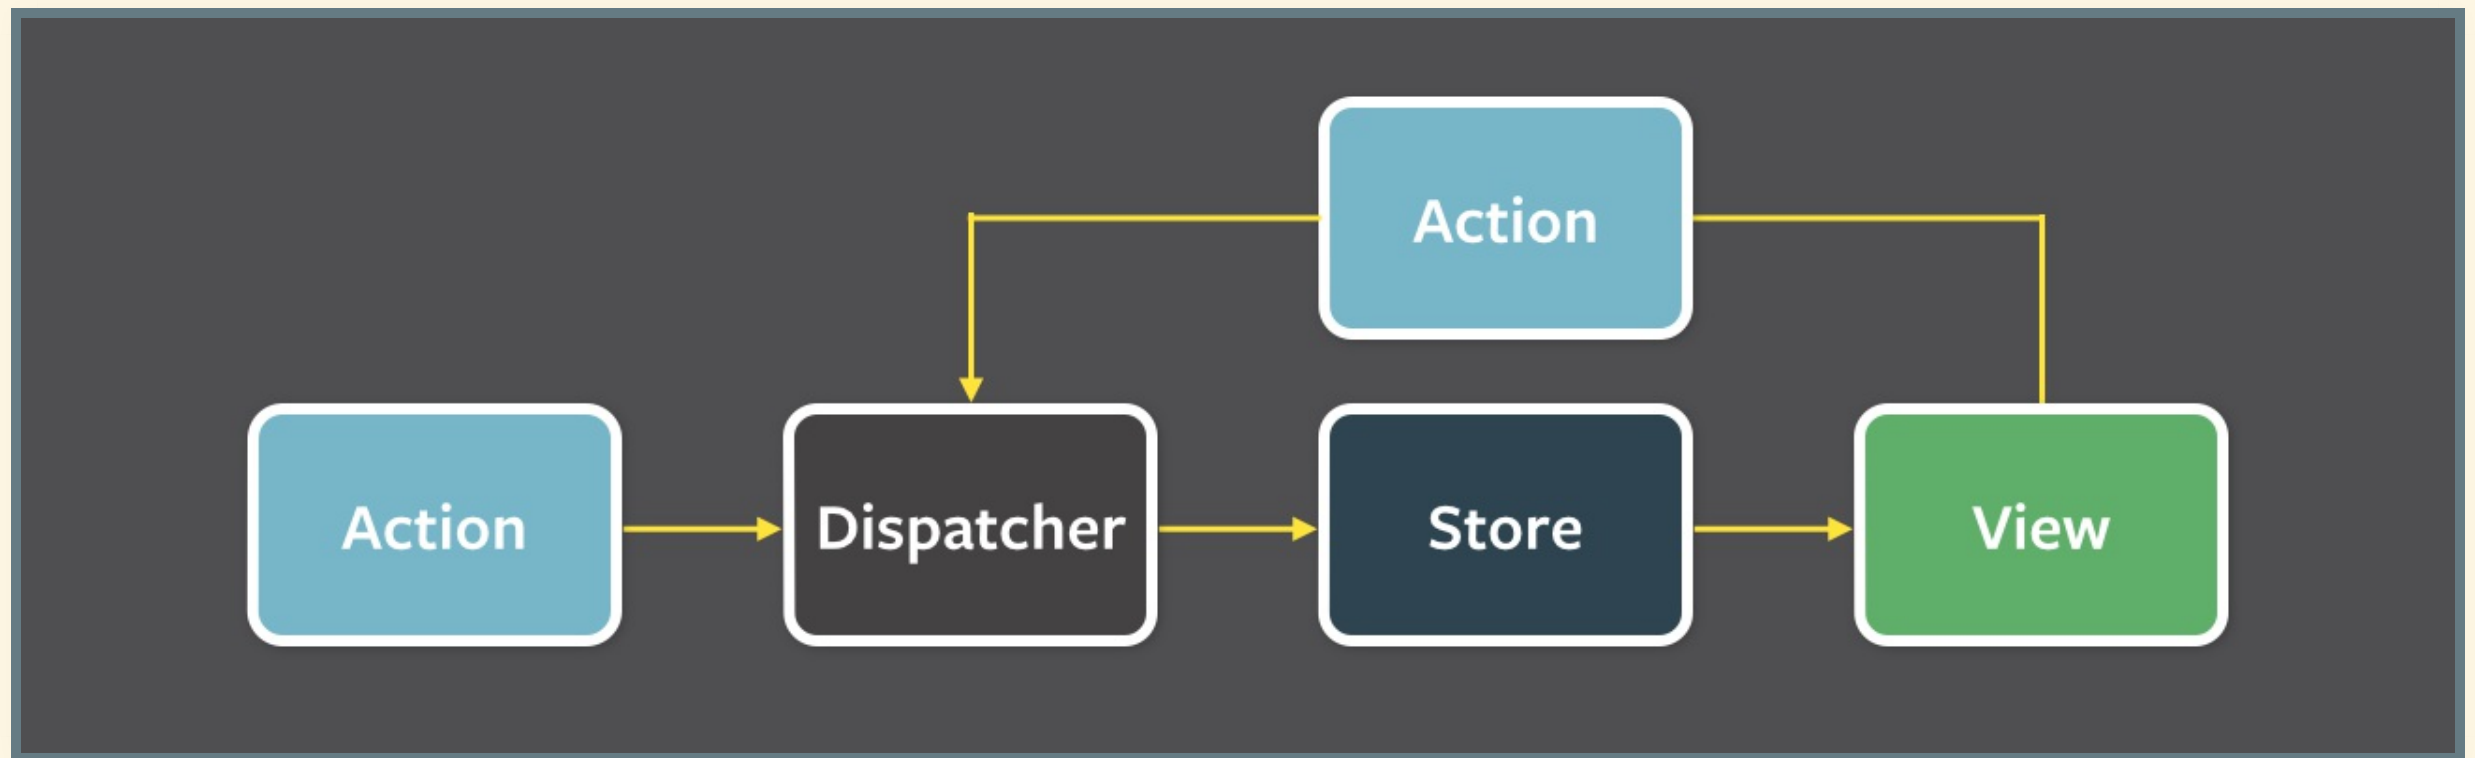 Action
Action
Dispatcher
Store
View